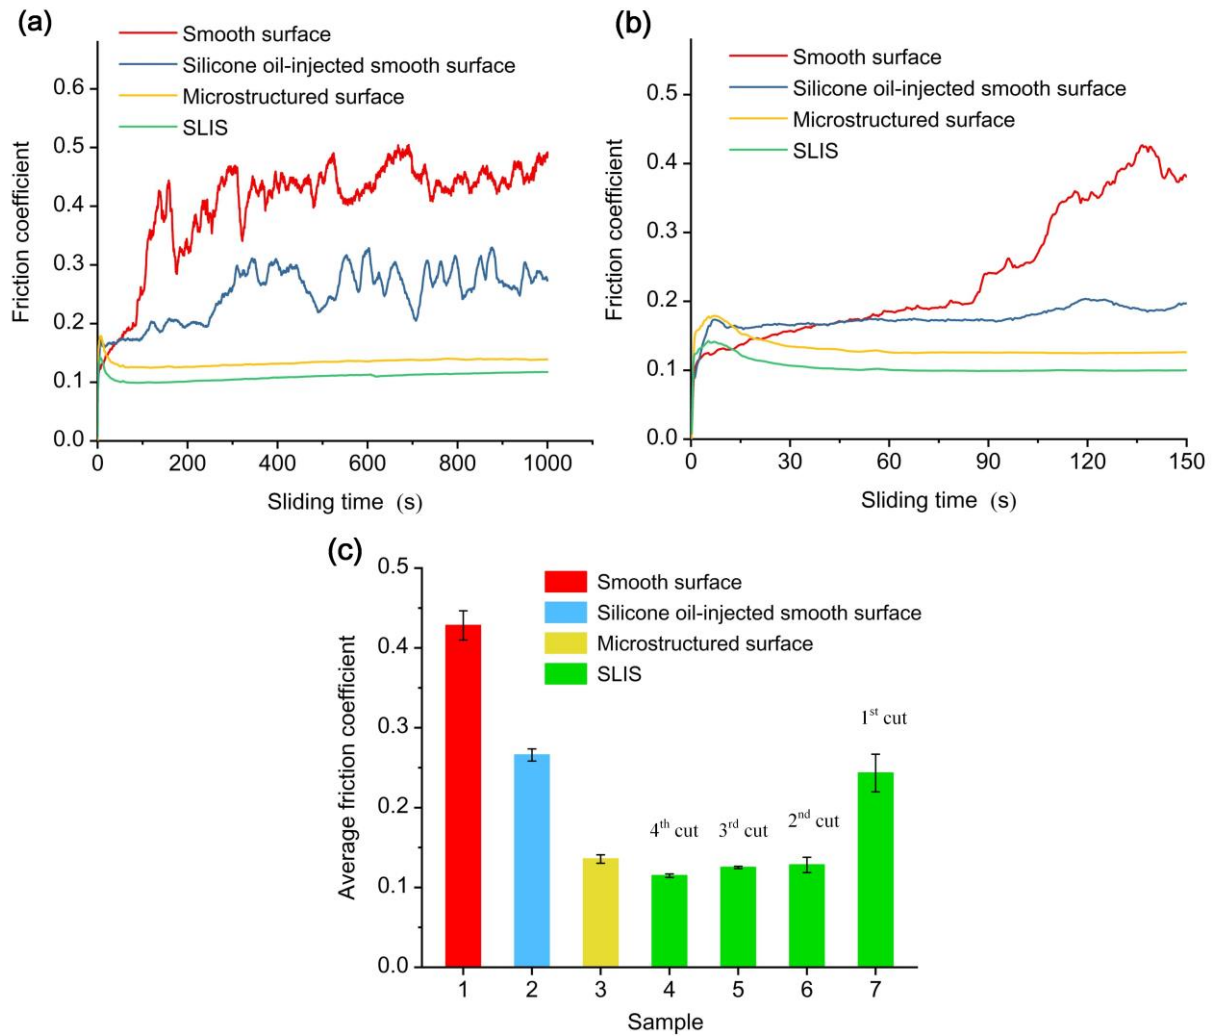 (a)
Smooth surface
Silicone oil-injected smooth surface
Microstructured surface
SLIS
Friction coefficient
0.6
0.5
0.4
0.3
0.2
0.1
0.0
0 200 400 600 800 1000
Sliding time (s)
(b)
Smooth surface
Silicone oil-injected smooth surface
Microstructured surface
SLIS
Friction coefficient
0.5
0.4
0.3
0.2
0.1
0.0
0 30 60 90 120 150
Sliding time (s)
(c)
Smooth surface
Silicone oil-injected smooth surface
Microstructured surface
SLIS
Average friction coefficient
0.5
0.4
0.3
0.2
0.1
0.0
4th cut 3rd cut 2nd cut 1st cut
1 2 3 4 5 6 7
Sample